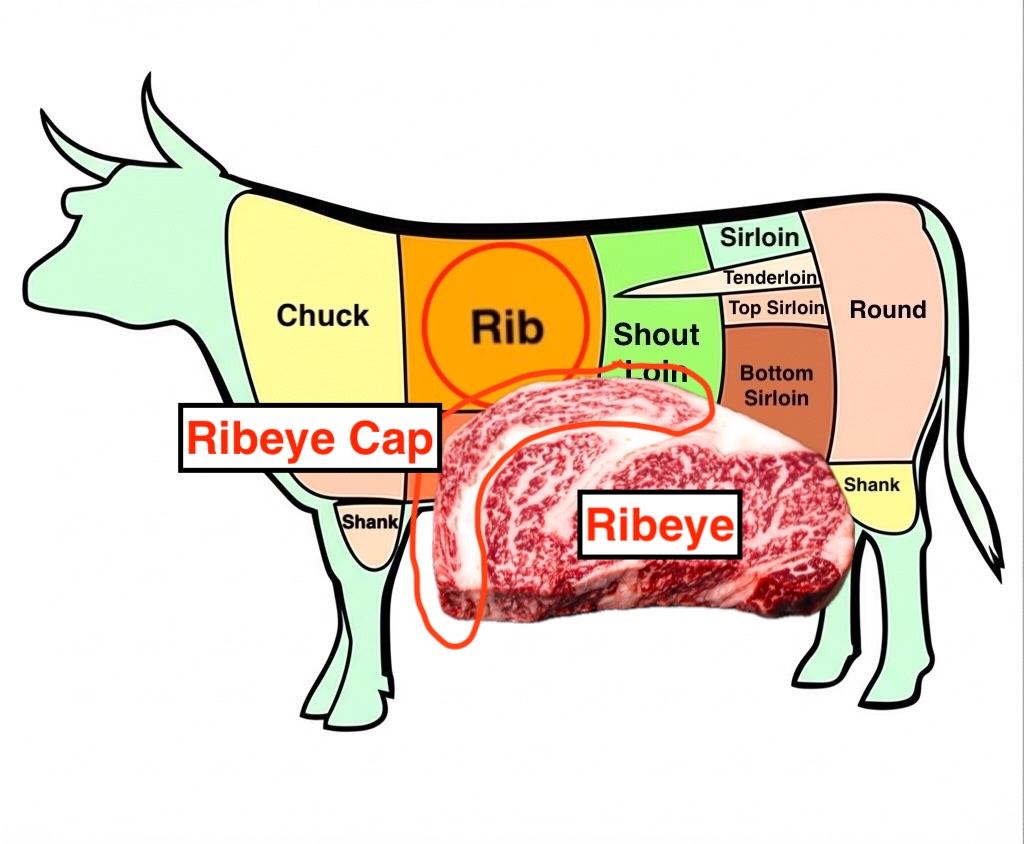 Sirloin
Tenderloin
Chuck
Rib
Top Sirloin
Round
Shout
Loin
Bottom
Sirloin
Ribeye Cap
Shank
Shank
Ribeye